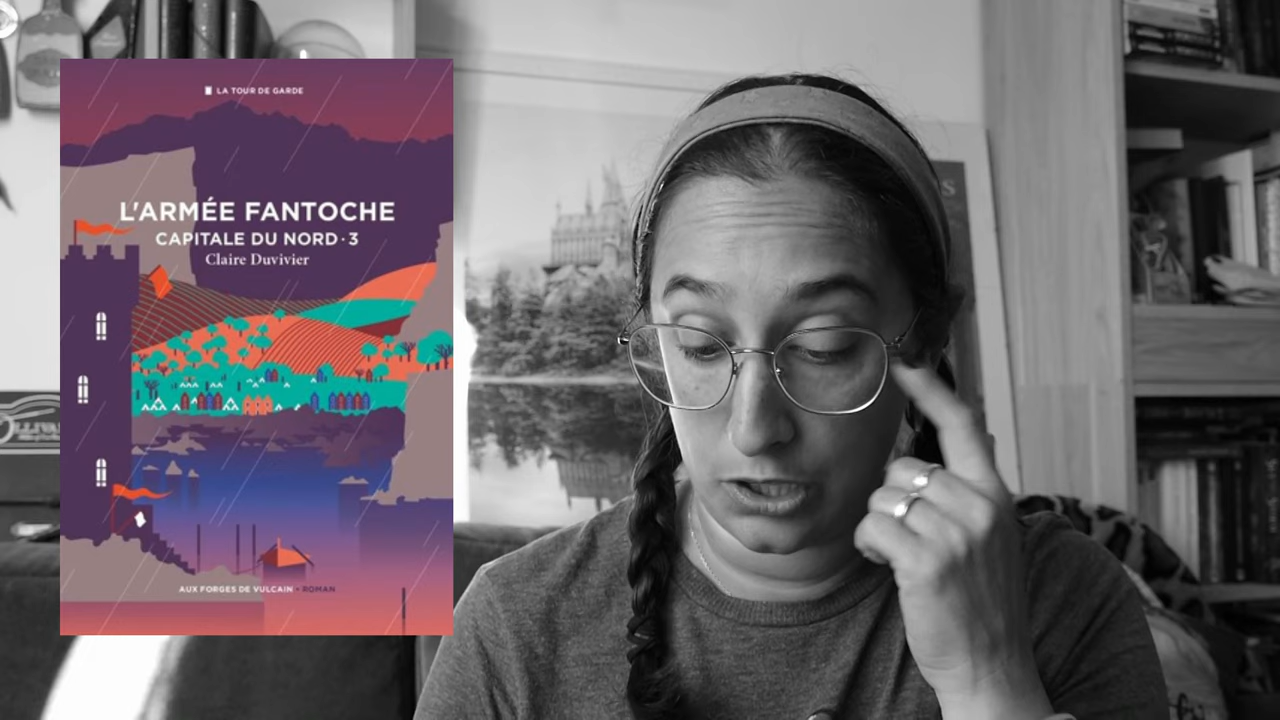 LA TOUR DE GARDE
L'ARMÉE FANTOCHE
CAPITALE DU NORD · 3
Claire Duvivier
AUX FORGES DE VULCAIN • ROMAN